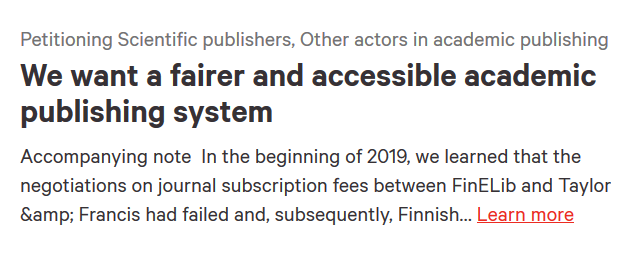 Petitioning Scientific publishers, Other actors in academic publishing
We want a fairer and accessible academic
publishing system
Accompanying note  In the beginning of 2019, we learned that the
negotiations on journal subscription fees between FinELib and Taylor
&amp; Francis had failed and, subsequently, Finnish... Learn more